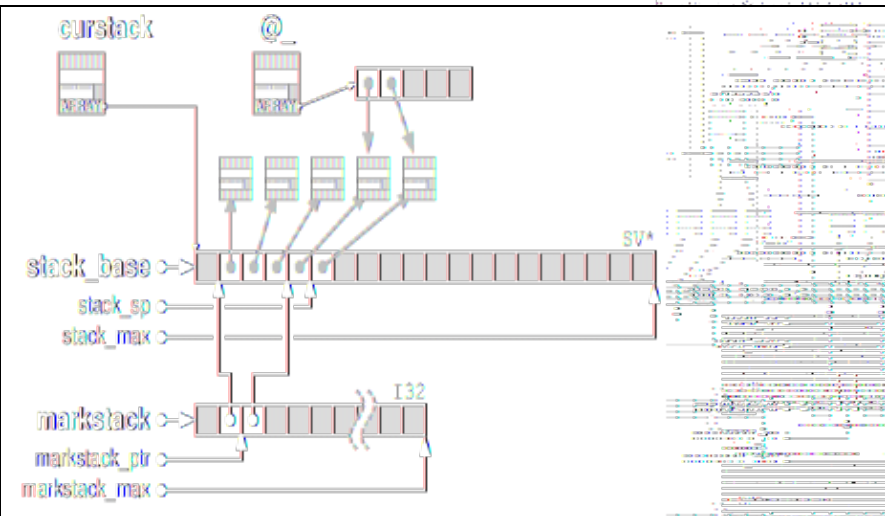 curstack @_
ARRAY ARRAY
SV*
stack_base
stack_sp
stack_max
I32
markstack
markstack_ptr
markstack_max